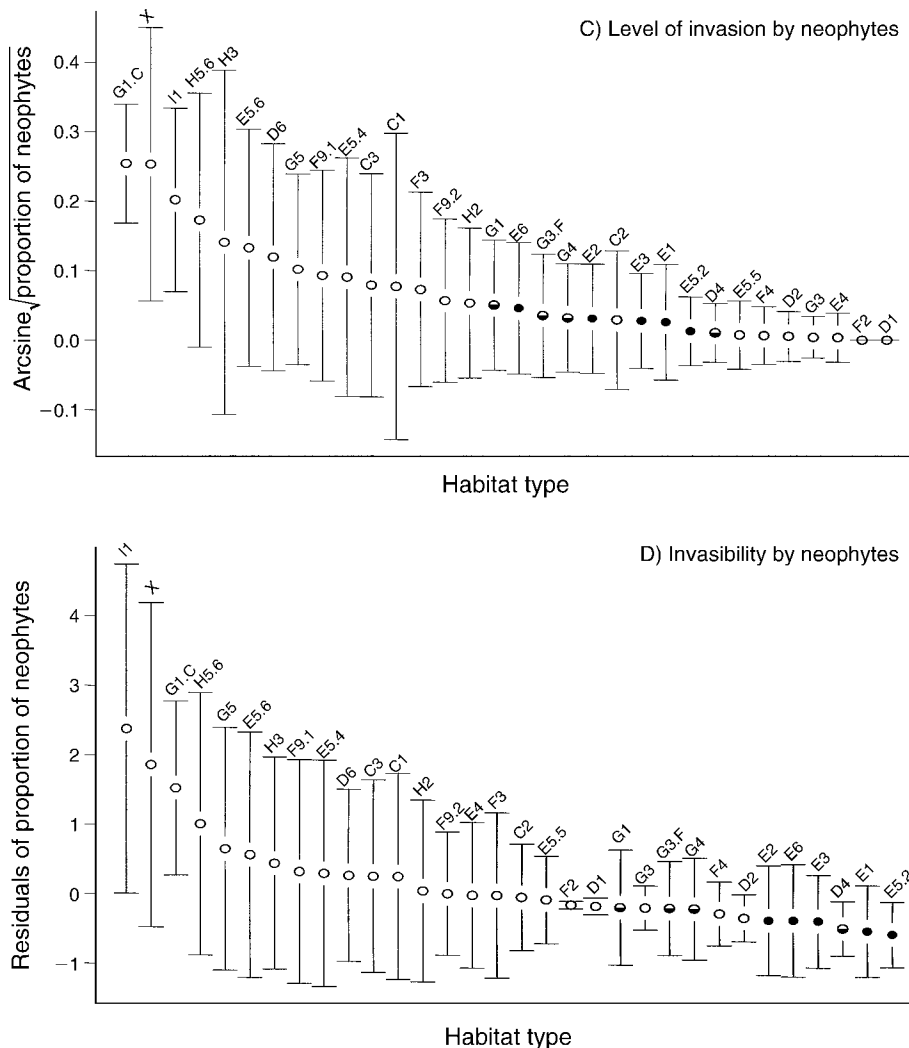 C) Level of invasion by neophytes
Arcsine√proportion of neophytes
0.4
0.3
0.2
0.1
0.0
−0.1
G1.C X I1 H5.6 H3 E5.6 D6 G5 F9.1 E5.4 C3 C1 F3 F9.2 H2 G1 E6 G3.F G4 E2 C2 E3 E1 E5.2 D4 E5.5 F4 D2 G3 E4 F2 D1
Habitat type
D) Invasibility by neophytes
Residuals of proportion of neophytes
4
3
2
1
0
−1
I1 X G1.C H5.6 G5 E5.6 H3 F9.1 E5.4 D6 C3 C1 H2 F9.2 E4 F3 C2 E5.5 F2 D1 G1 G3 G3.F G4 F4 D2 E2 E6 E3 D4 E1 E5.2
Habitat type